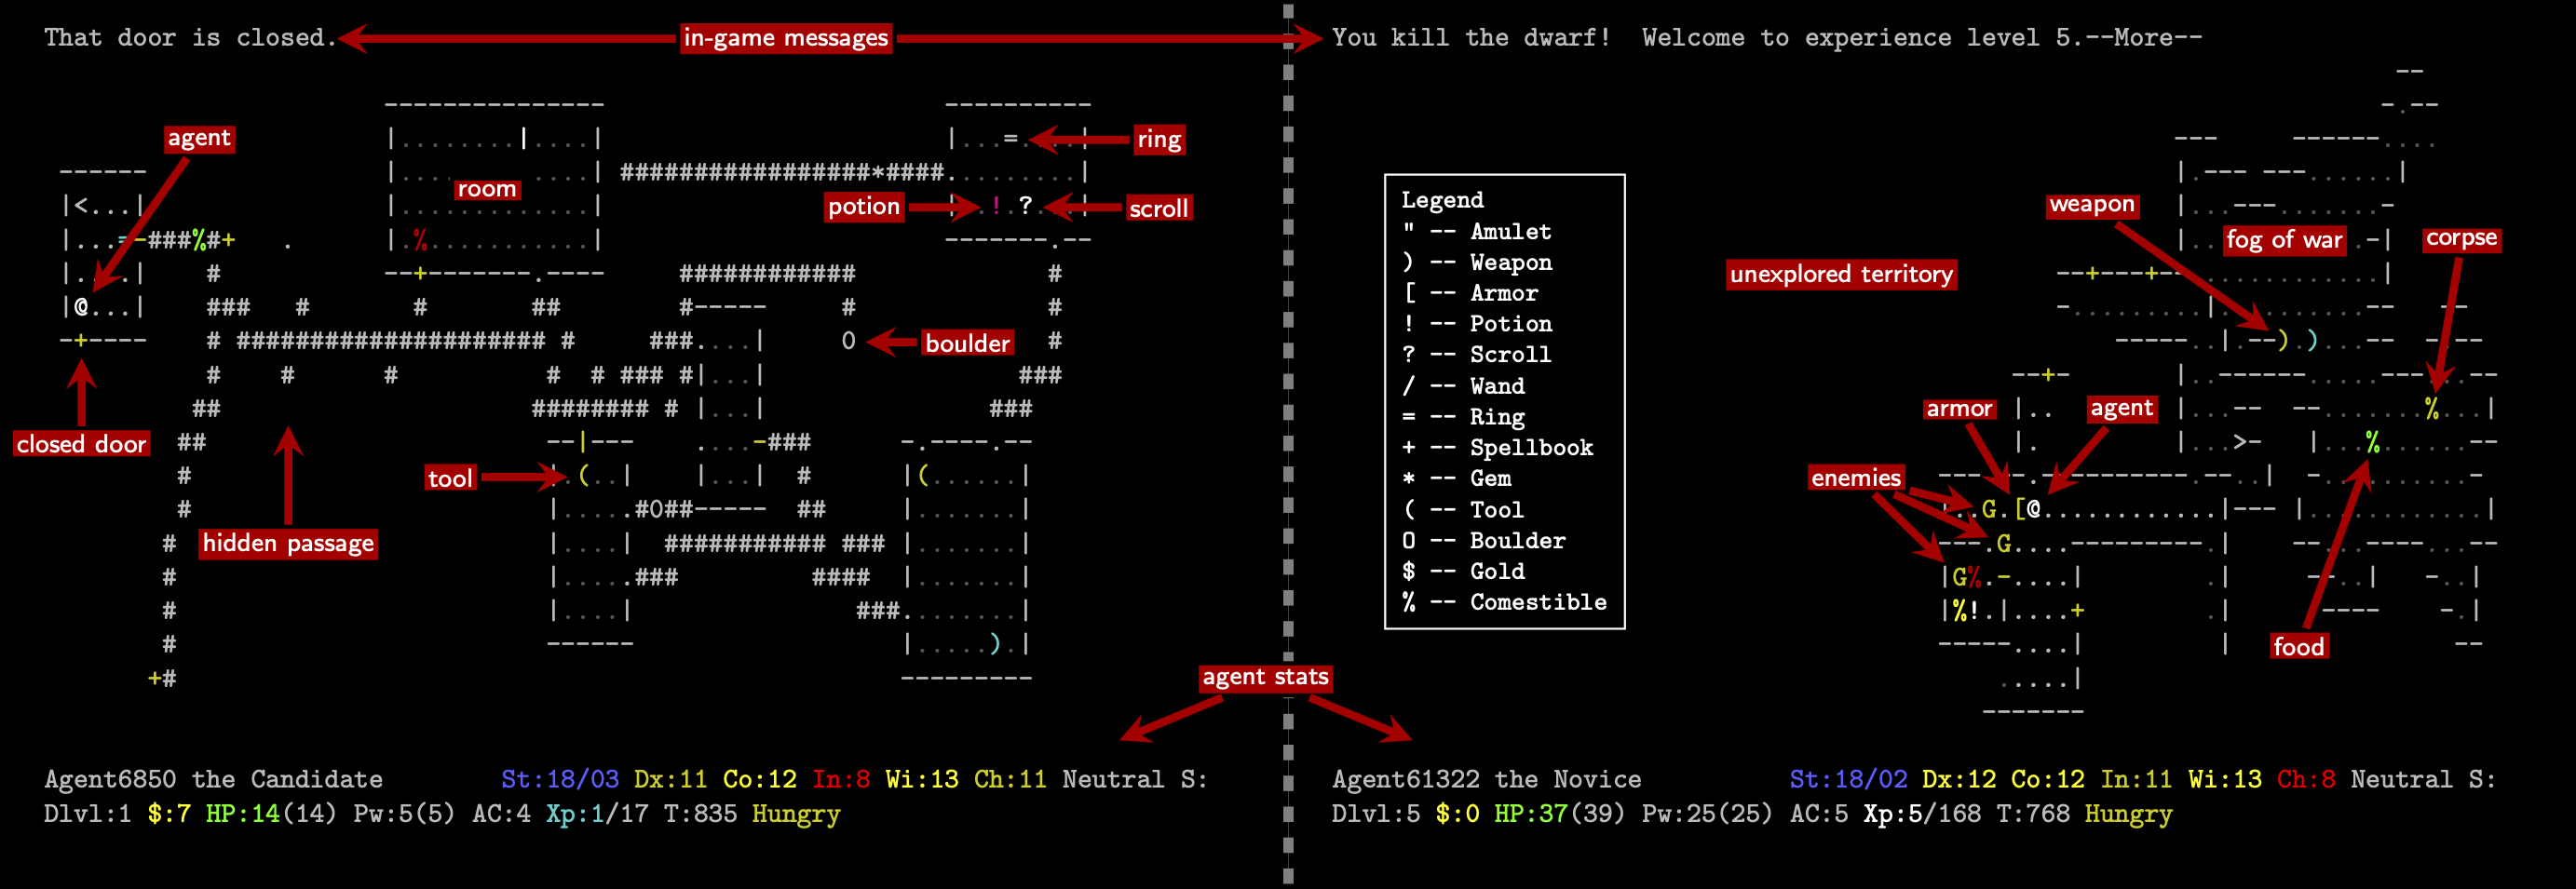 That door is closed.
in-game messages
You kill the dwarf!  Welcome to experience level 5.--More--
agent
room
ring
potion
scroll
boulder
closed door
tool
hidden passage
agent stats
Legend
" -- Amulet
) -- Weapon
[ -- Armor
! -- Potion
? -- Scroll
/ -- Wand
= -- Ring
+ -- Spellbook
* -- Gem
( -- Tool
0 -- Boulder
$ -- Gold
% -- Comestible
weapon
fog of war
corpse
unexplored territory
armor
agent
enemies
food
Agent6850 the Candidate St:18/03 Dx:11 Co:12 In:8 Wi:13 Ch:11 Neutral S:
Dlvl:1 $:7 HP:14(14) Pw:5(5) AC:4 Xp:1/17 T:835 Hungry
Agent61322 the Novice St:18/02 Dx:12 Co:12 In:11 Wi:13 Ch:8 Neutral S:
Dlvl:5 $:0 HP:37(39) Pw:25(25) AC:5 Xp:5/168 T:768 Hungry